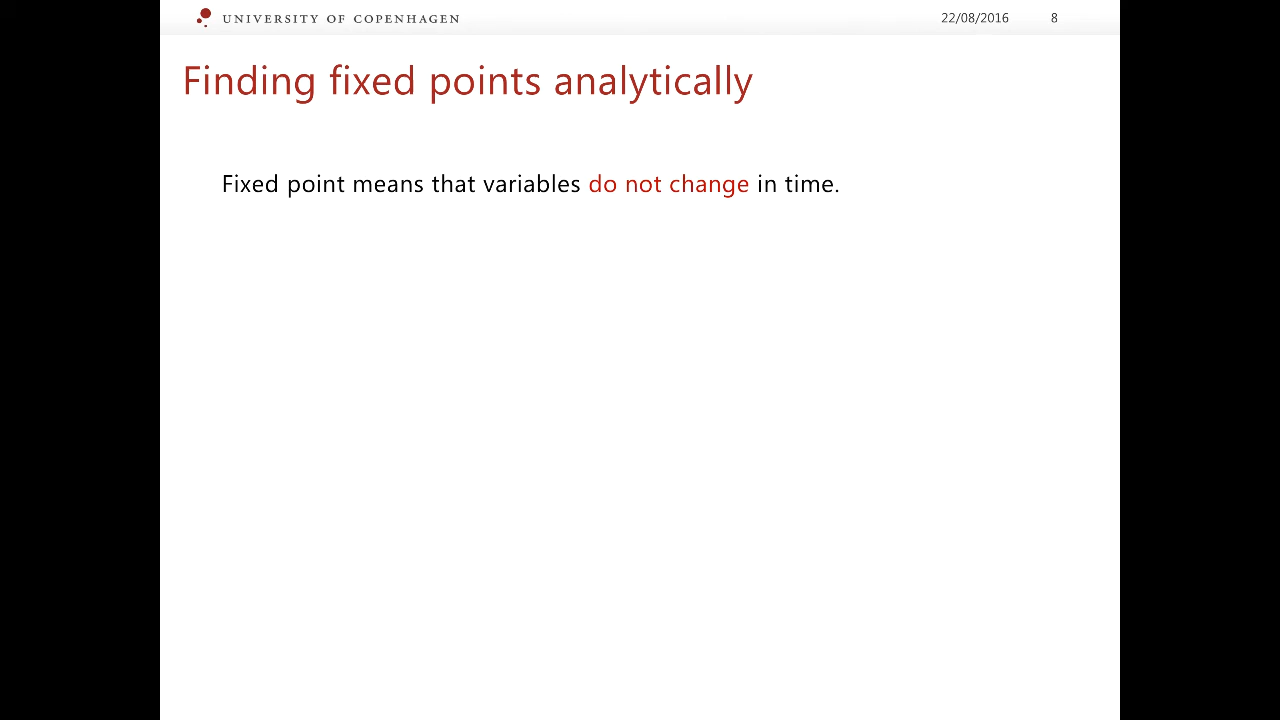 UNIVERSITY OF COPENHAGEN 22/08/2016 8
Finding fixed points analytically
Fixed point means that variables do not change in time.